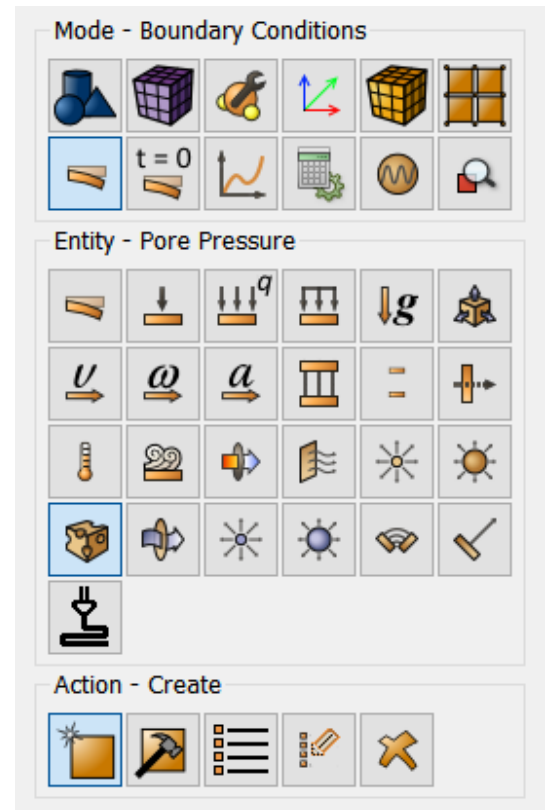 Mode - Boundary Conditions
t = 0
Entity - Pore Pressure
q
g
υ ω a
Action - Create